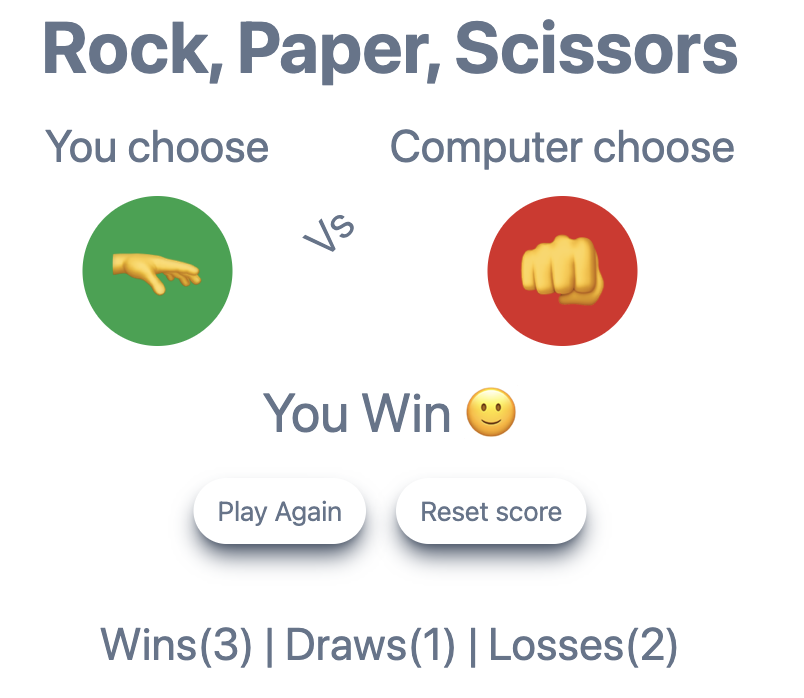 Rock, Paper, Scissors
You choose
Computer choose
Vs
You Win 🙂
Play Again
Reset score
Wins(3) | Draws(1) | Losses(2)